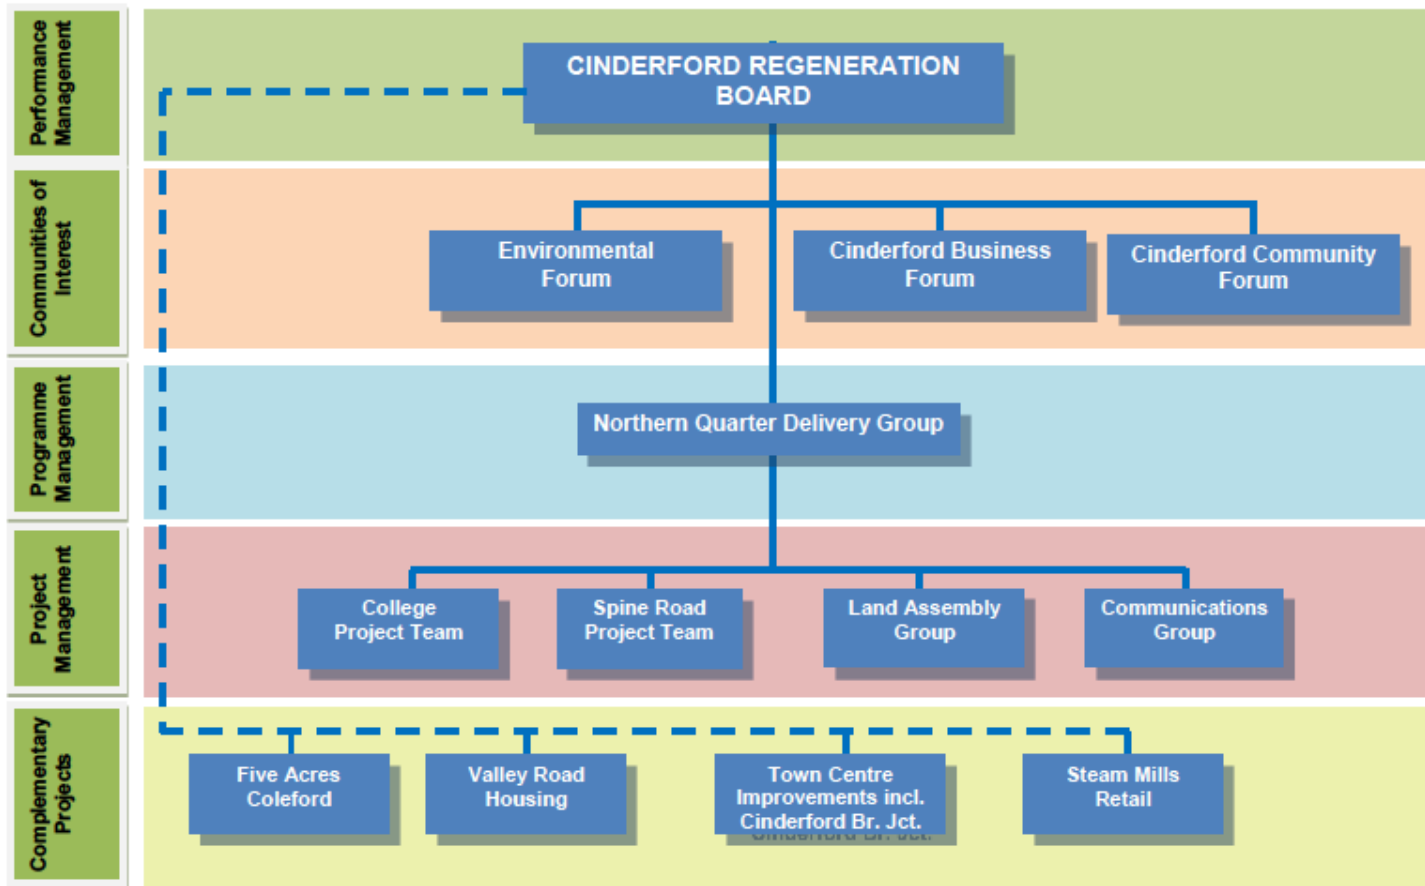 Performance
Management
CINDERFORD REGENERATION
BOARD
Communities of
Interest
Environmental
Forum
Cinderford Business
Forum
Cinderford Community
Forum
Programme
Management
Northern Quarter Delivery Group
Project
Management
College
Project Team
Spine Road
Project Team
Land Assembly
Group
Communications
Group
Complementary
Projects
Five Acres
Coleford
Valley Road
Housing
Town Centre
Improvements incl.
Cinderford Br. Jct.
Steam Mills
Retail